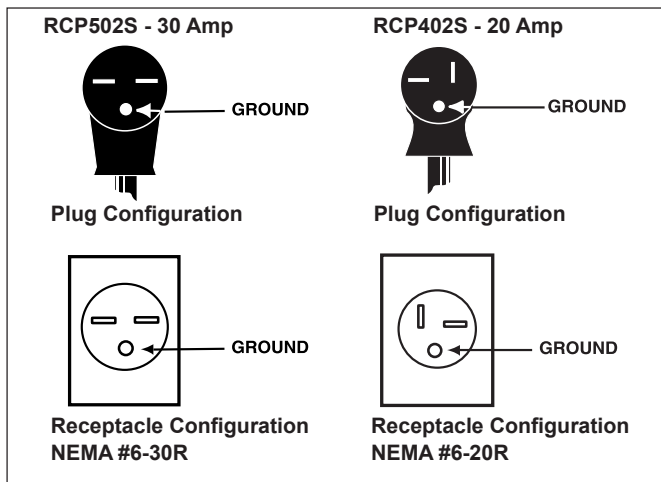 RCP502S - 30 Amp
GROUND
Plug Configuration
GROUND
Receptacle Configuration
NEMA #6-30R
RCP402S - 20 Amp
GROUND
Plug Configuration
GROUND
Receptacle Configuration
NEMA #6-20R